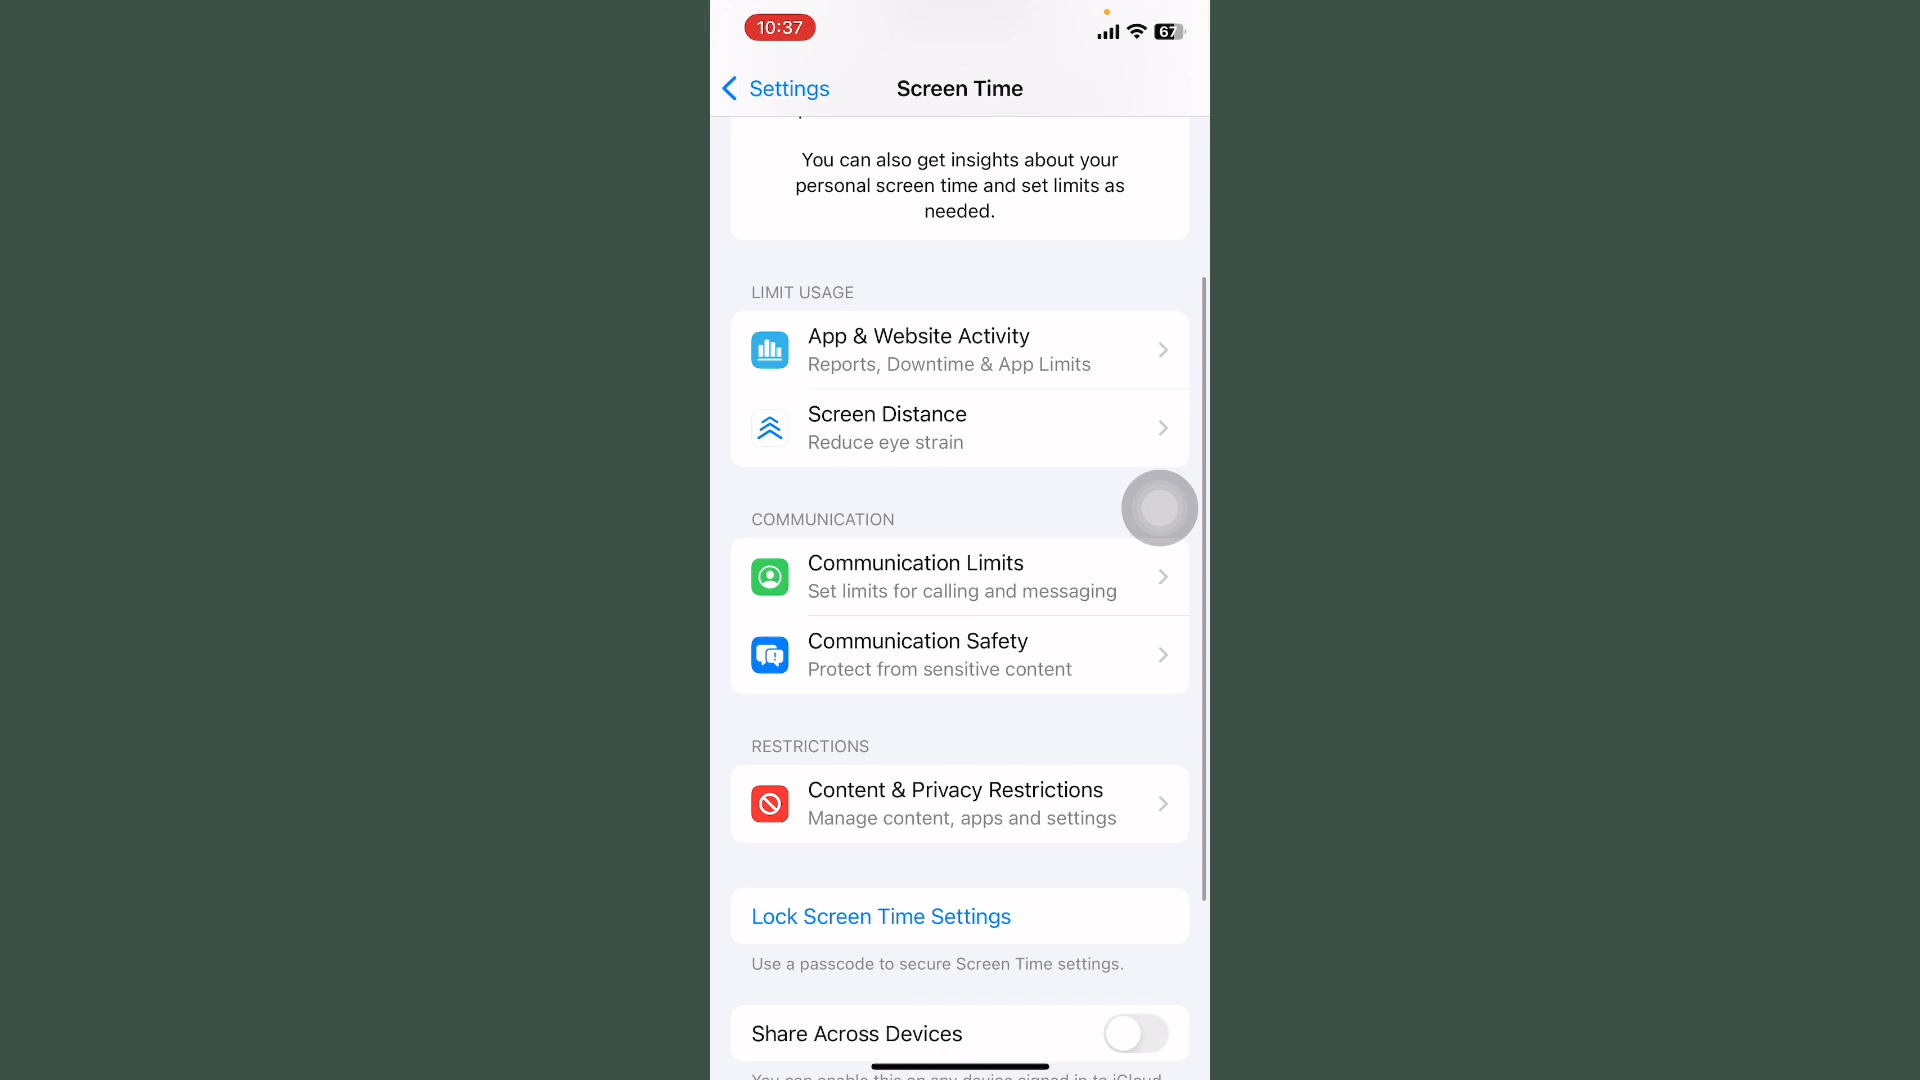 10:37
67
Settings
Screen Time
You can also get insights about your
personal screen time and set limits as
needed.
LIMIT USAGE
App & Website Activity
Reports, Downtime & App Limits
Screen Distance
Reduce eye strain
COMMUNICATION
Communication Limits
Set limits for calling and messaging
Communication Safety
Protect from sensitive content
RESTRICTIONS
Content & Privacy Restrictions
Manage content, apps and settings
Lock Screen Time Settings
Use a passcode to secure Screen Time settings.
Share Across Devices
You can enable this on any device signed in to iCloud